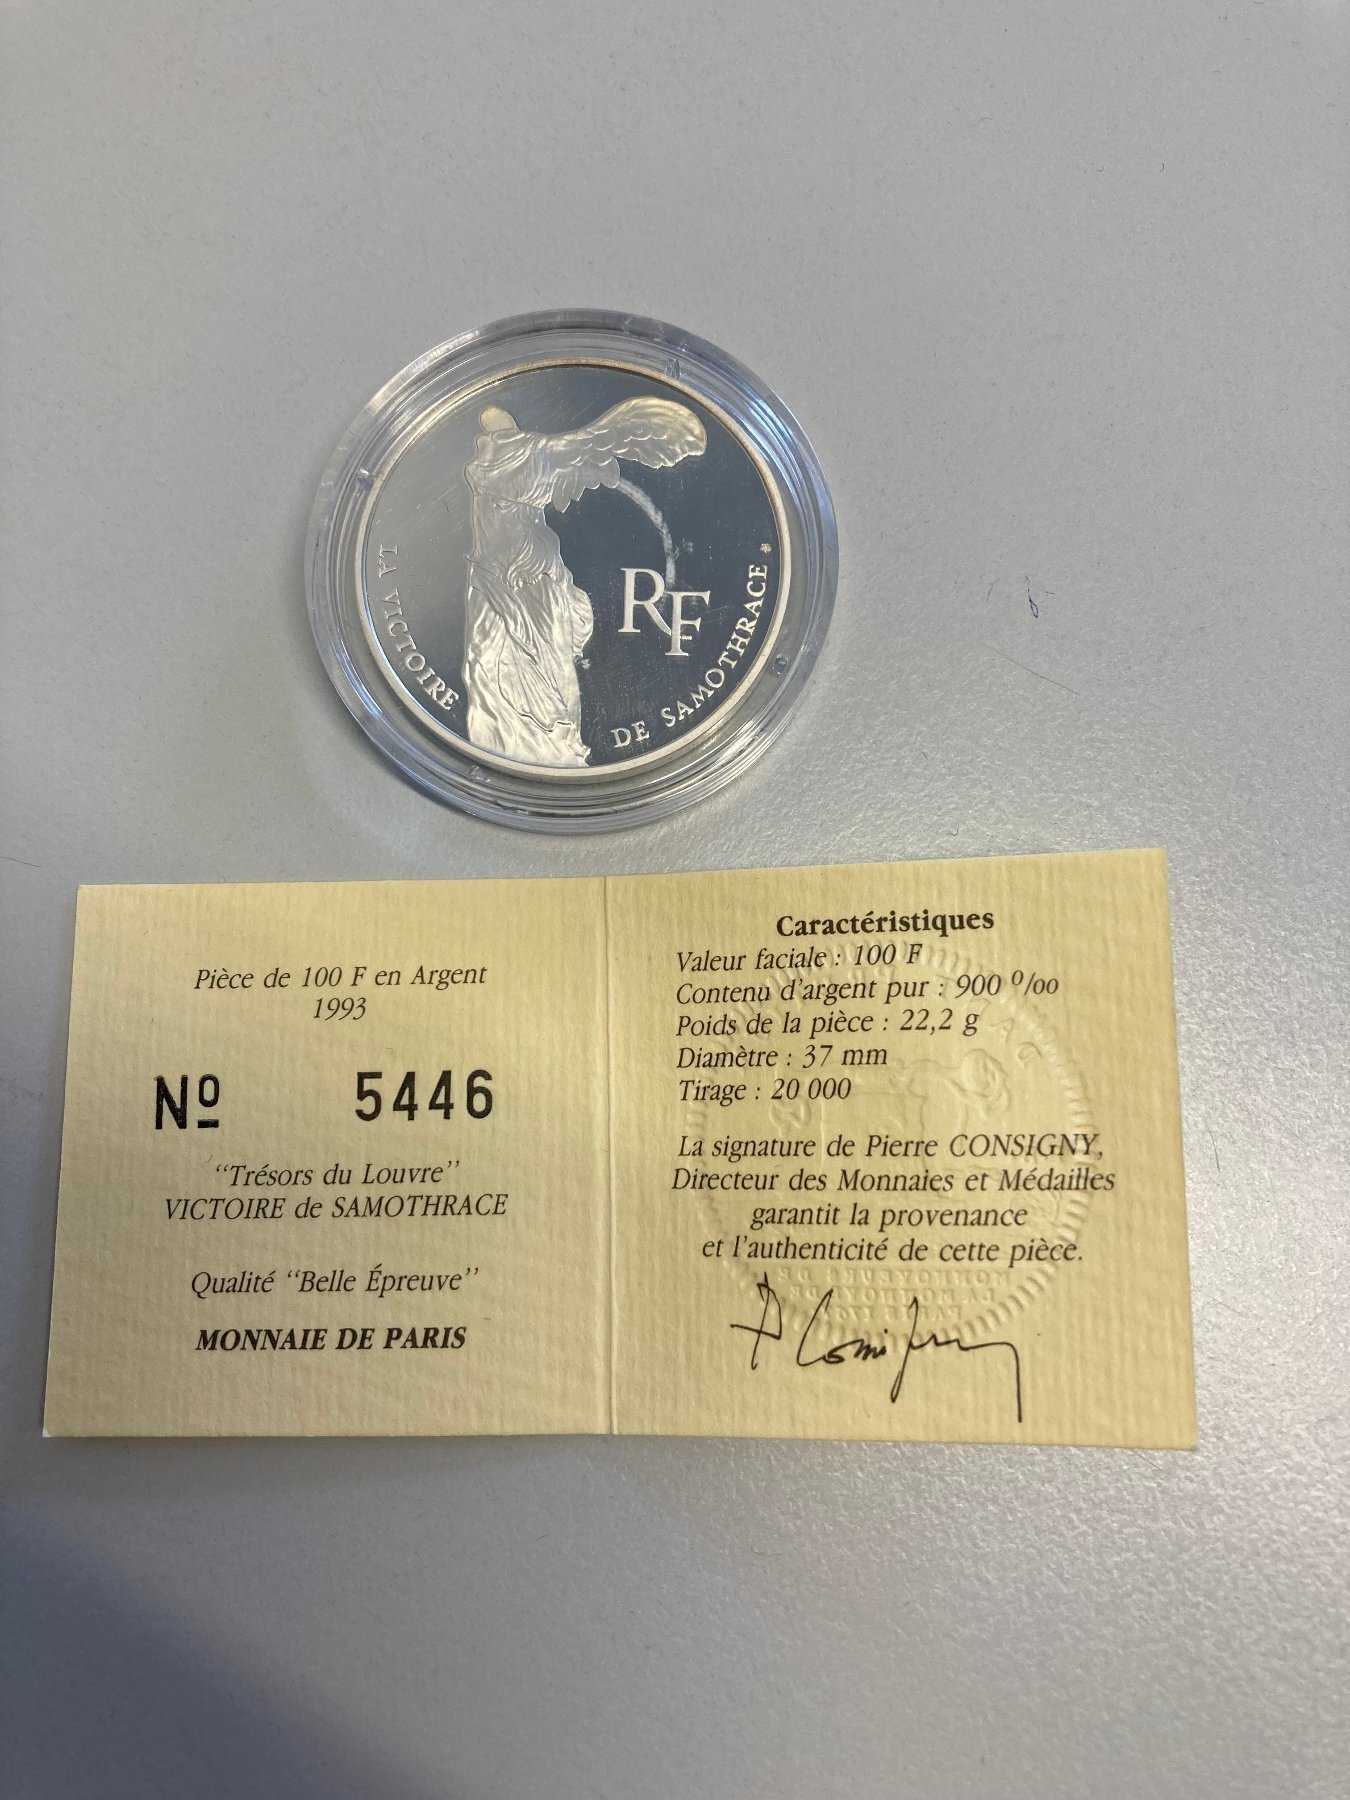 LA VICTOIRE
DE SAMOTHRACE
RF
Pièce de 100 F en Argent
1993
Nº 5446
"Trésors du Louvre"
VICTOIRE de SAMOTHRACE
Qualité "Belle Épreuve"
MONNAIE DE PARIS
Caractéristiques
Valeur faciale : 100 F
Contenu d'argent pur : 900 ‰
Poids de la pièce : 22,2 g
Diamètre : 37 mm
Tirage : 20 000
La signature de Pierre CONSIGNY,
Directeur des Monnaies et Médailles
garantit la provenance
et l'authenticité de cette pièce.